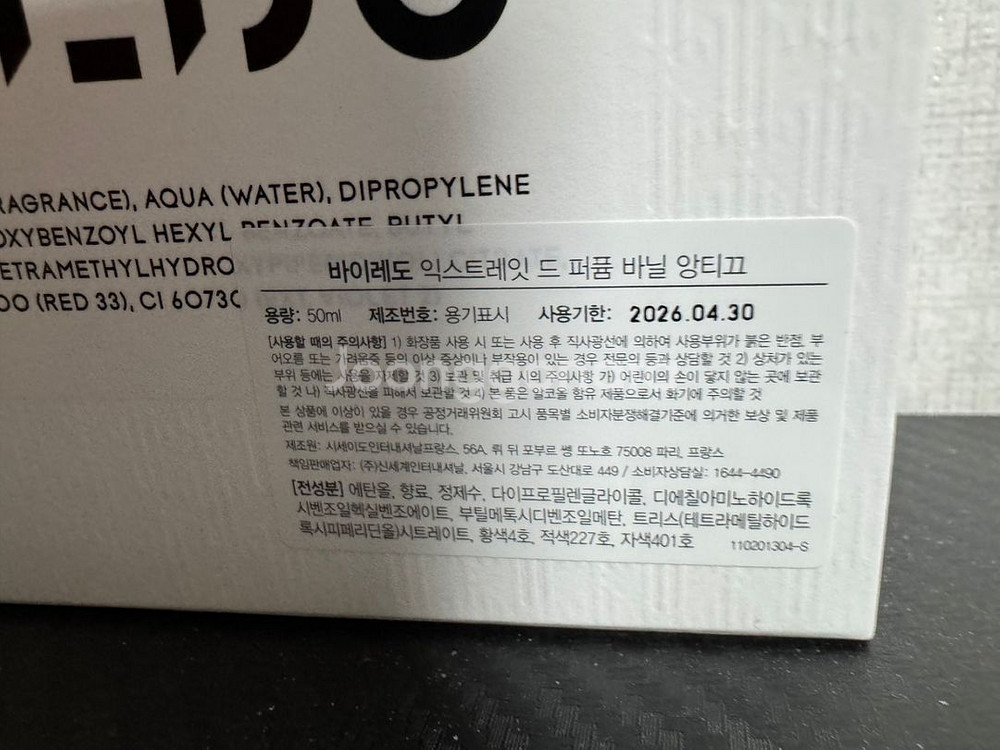 RAGRANCE), AQUA (WATER), DIPROPYLENE
OXYBENZOYL HEXYL BENZOATE, BUTYL
ETRAMETHYLHYDRO
OO (RED 33), CI 60730
바이레도 익스트레잇 드 퍼퓸 바닐 앙티끄
용량: 50ml 제조번호: 용기표시 사용기한: 2026.04.30
[사용할 때의 주의사항] 1) 화장품 사용 시 또는 사용 후 직사광선에 의하여 사용부위가 붉은 반점, 부
어오름 또는 가려움증 등의 이상 증상이나 부작용이 있는 경우 전문의 등과 상담할 것 2) 상처가 있는
부위 등에는 사용을 자제할 것 3) 보관 및 취급 시의 주의사항 가) 어린이의 손이 닿지 않는 곳에 보관
할 것 나) 직사광선을 피해서 보관할 것 4) 본 품은 알코올 함유 제품으로서 화기에 주의할 것
본 상품에 이상이 있을 경우 공정거래위원회 고시 품목별 소비자분쟁해결기준에 의거한 보상 및 제품
관련 서비스를 받으실 수 있습니다.
제조원: 시세이도인터내셔날프랑스, 56A, 뤼 뒤 포부르 쌩 또노호 75008 파리, 프랑스
책임판매업자: (주)신세계인터내셔날, 서울시 강남구 도산대로 449 / 소비자상담실: 1644-4490
[전성분] 에탄올, 향료, 정제수, 다이프로필렌글라이콜, 디에칠아미노하이드록
시벤조일헥실벤조에이트, 부틸메톡시디벤조일메탄, 트리스(테트라메틸하이드
록시피페리딘올)시트레이트, 황색4호, 적색227호, 자색401호 110201304-S